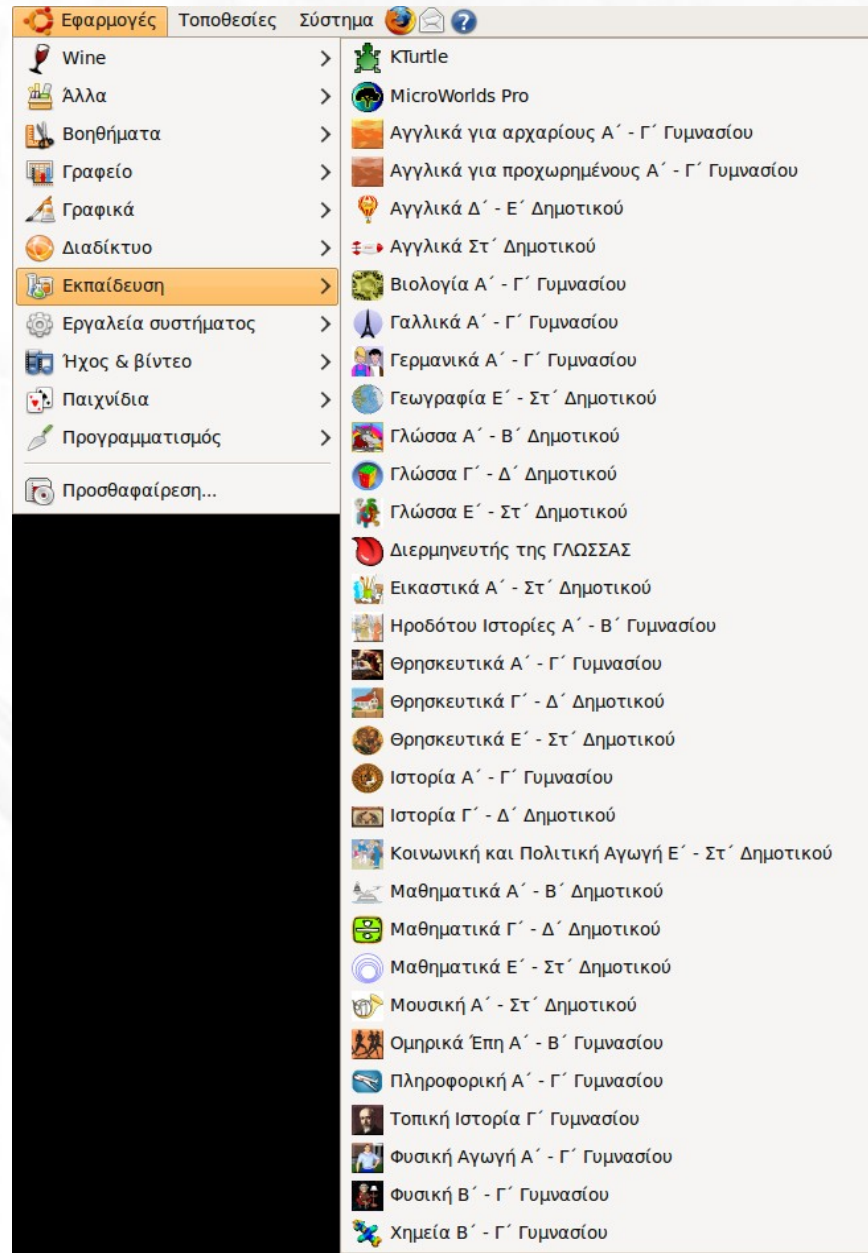 Εφαρμογές Τοποθεσίες Σύστημα
Wine
Άλλα
Βοηθήματα
Γραφείο
Γραφικά
Διαδίκτυο
Εκπαίδευση
Εργαλεία συστήματος
Ήχος & βίντεο
Παιχνίδια
Προγραμματισμός
Προσθαφαίρεση...
KTurtle
MicroWorlds Pro
Αγγλικά για αρχαρίους Α΄ - Γ΄ Γυμνασίου
Αγγλικά για προχωρημένους Α΄ - Γ΄ Γυμνασίου
Αγγλικά Δ΄ - Ε΄ Δημοτικού
Αγγλικά Στ΄ Δημοτικού
Βιολογία Α΄ - Γ΄ Γυμνασίου
Γαλλικά Α΄ - Γ΄ Γυμνασίου
Γερμανικά Α΄ - Γ΄ Γυμνασίου
Γεωγραφία Ε΄ - Στ΄ Δημοτικού
Γλώσσα Α΄ - Β΄ Δημοτικού
Γλώσσα Γ΄ - Δ΄ Δημοτικού
Γλώσσα Ε΄ - Στ΄ Δημοτικού
Διερμηνευτής της ΓΛΩΣΣΑΣ
Εικαστικά Α΄ - Στ΄ Δημοτικού
Ηροδότου Ιστορίες Α΄ - Β΄ Γυμνασίου
Θρησκευτικά Α΄ - Γ΄ Γυμνασίου
Θρησκευτικά Γ΄ - Δ΄ Δημοτικού
Θρησκευτικά Ε΄ - Στ΄ Δημοτικού
Ιστορία Α΄ - Γ΄ Γυμνασίου
Ιστορία Γ΄ - Δ΄ Δημοτικού
Κοινωνική και Πολιτική Αγωγή Ε΄ - Στ΄ Δημοτικού
Μαθηματικά Α΄ - Β΄ Δημοτικού
Μαθηματικά Γ΄ - Δ΄ Δημοτικού
Μαθηματικά Ε΄ - Στ΄ Δημοτικού
Μουσική Α΄ - Στ΄ Δημοτικού
Ομηρικά Έπη Α΄ - Β΄ Γυμνασίου
Πληροφορική Α΄ - Γ΄ Γυμνασίου
Τοπική Ιστορία Γ΄ Γυμνασίου
Φυσική Αγωγή Α΄ - Γ΄ Γυμνασίου
Φυσική Β΄ - Γ΄ Γυμνασίου
Χημεία Β΄ - Γ΄ Γυμνασίου